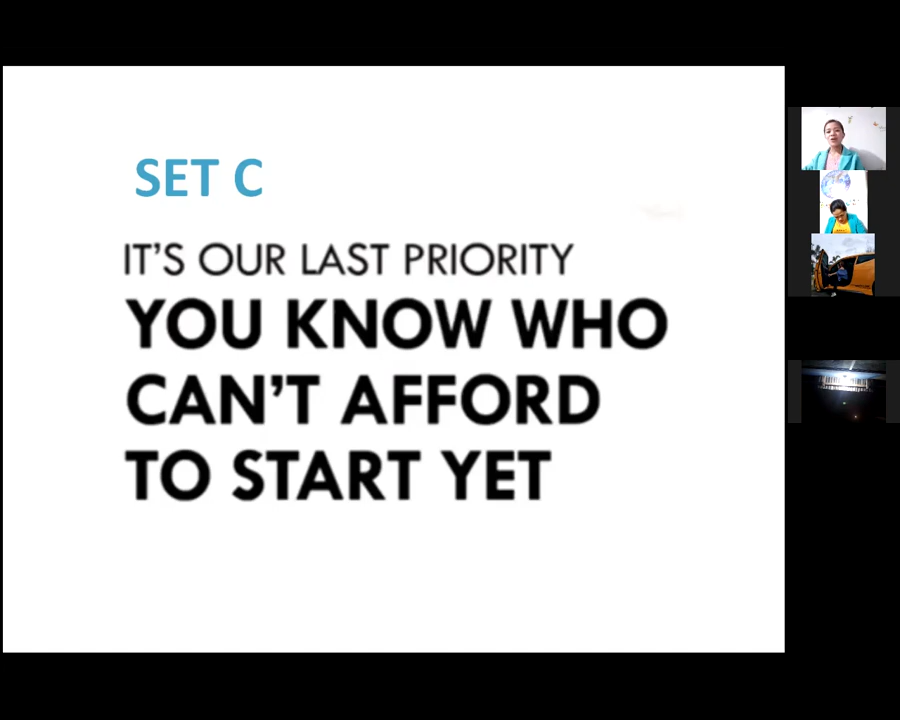 SET C
IT'S OUR LAST PRIORITY
YOU KNOW WHO
CAN'T AFFORD
TO START YET